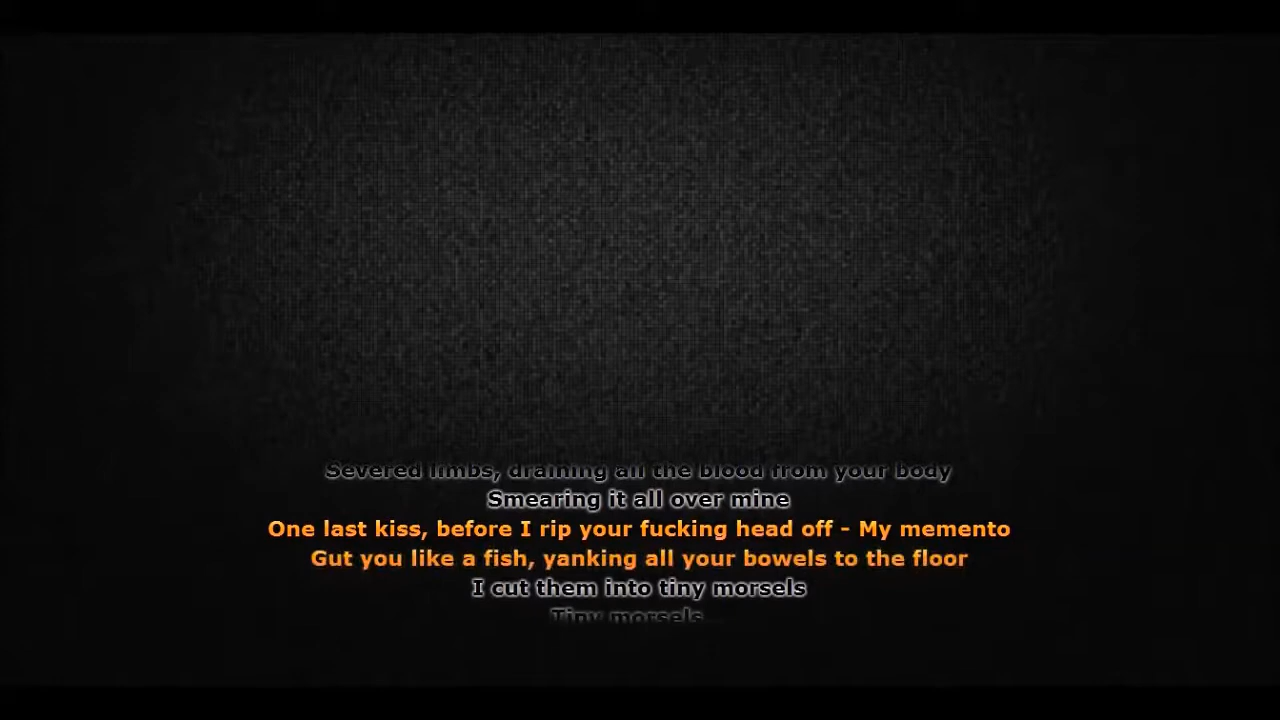 Severed limbs, draining all the blood from your body
Smearing it all over mine
One last kiss, before I rip your fucking head off - My memento
Gut you like a fish, yanking all your bowels to the floor
I cut them into tiny morsels
Tiny morsels...